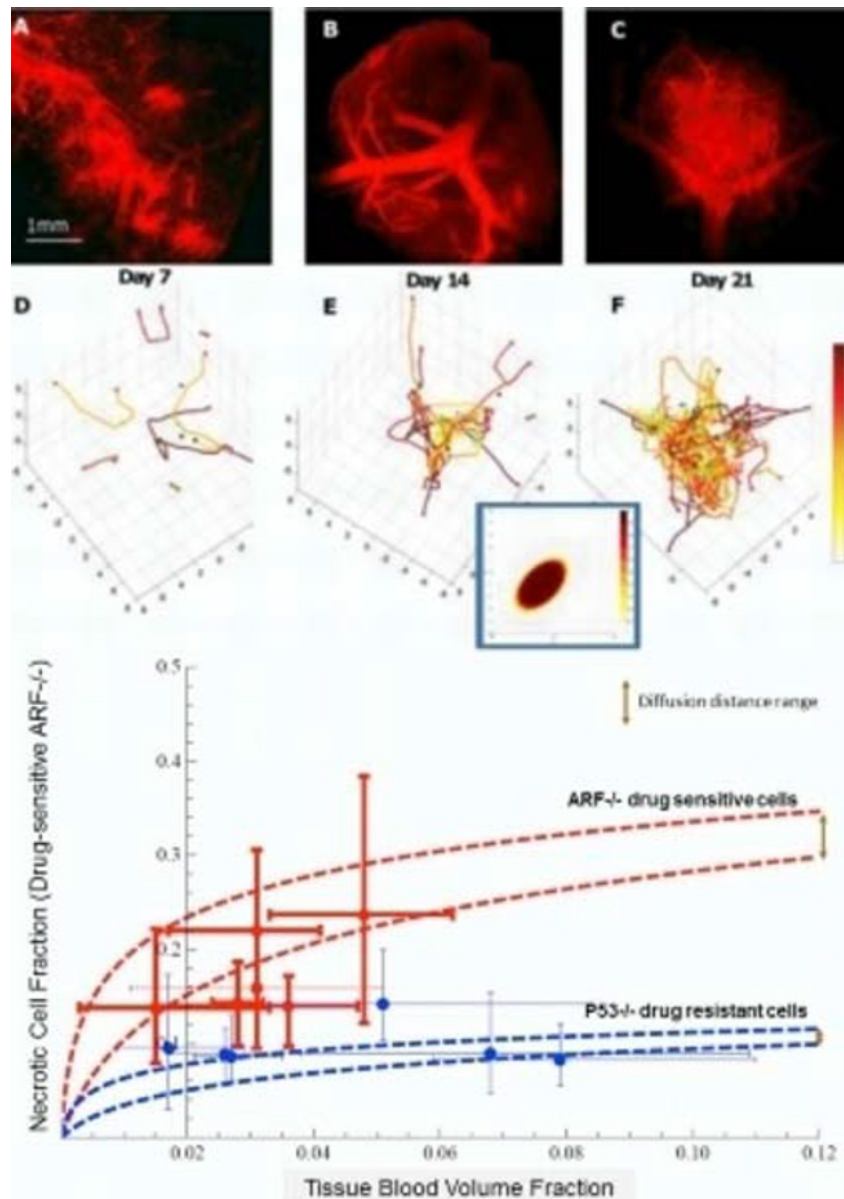 A
B
C
1mm
Day 7
Day 14
Day 21
D
E
F
Necrotic Cell Fraction (Drug-sensitive ARF-/-)
0.5
0.4
0.3
0.2
Diffusion distance range
ARF-/- drug sensitive cells
P53-/- drug resistant cells
0.02
0.04
0.06
0.08
0.10
0.12
Tissue Blood Volume Fraction